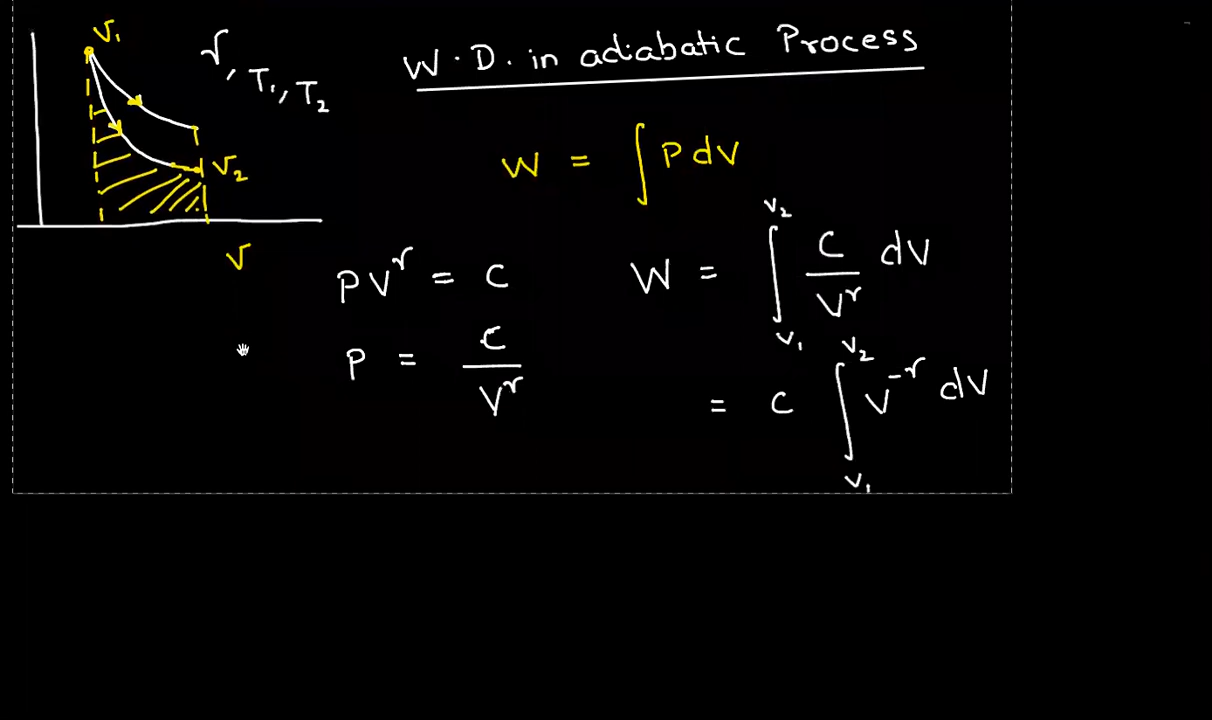 V₁
γ, T₁, T₂
W.D. in adiabatic Process
W = ∫ P dV
V₂
V
PV^γ = C
P = C / V^γ
W = ∫_{V₁}^{V₂} C / V^γ dV
= C ∫_{V₁}^{V₂} V^{-γ} dV